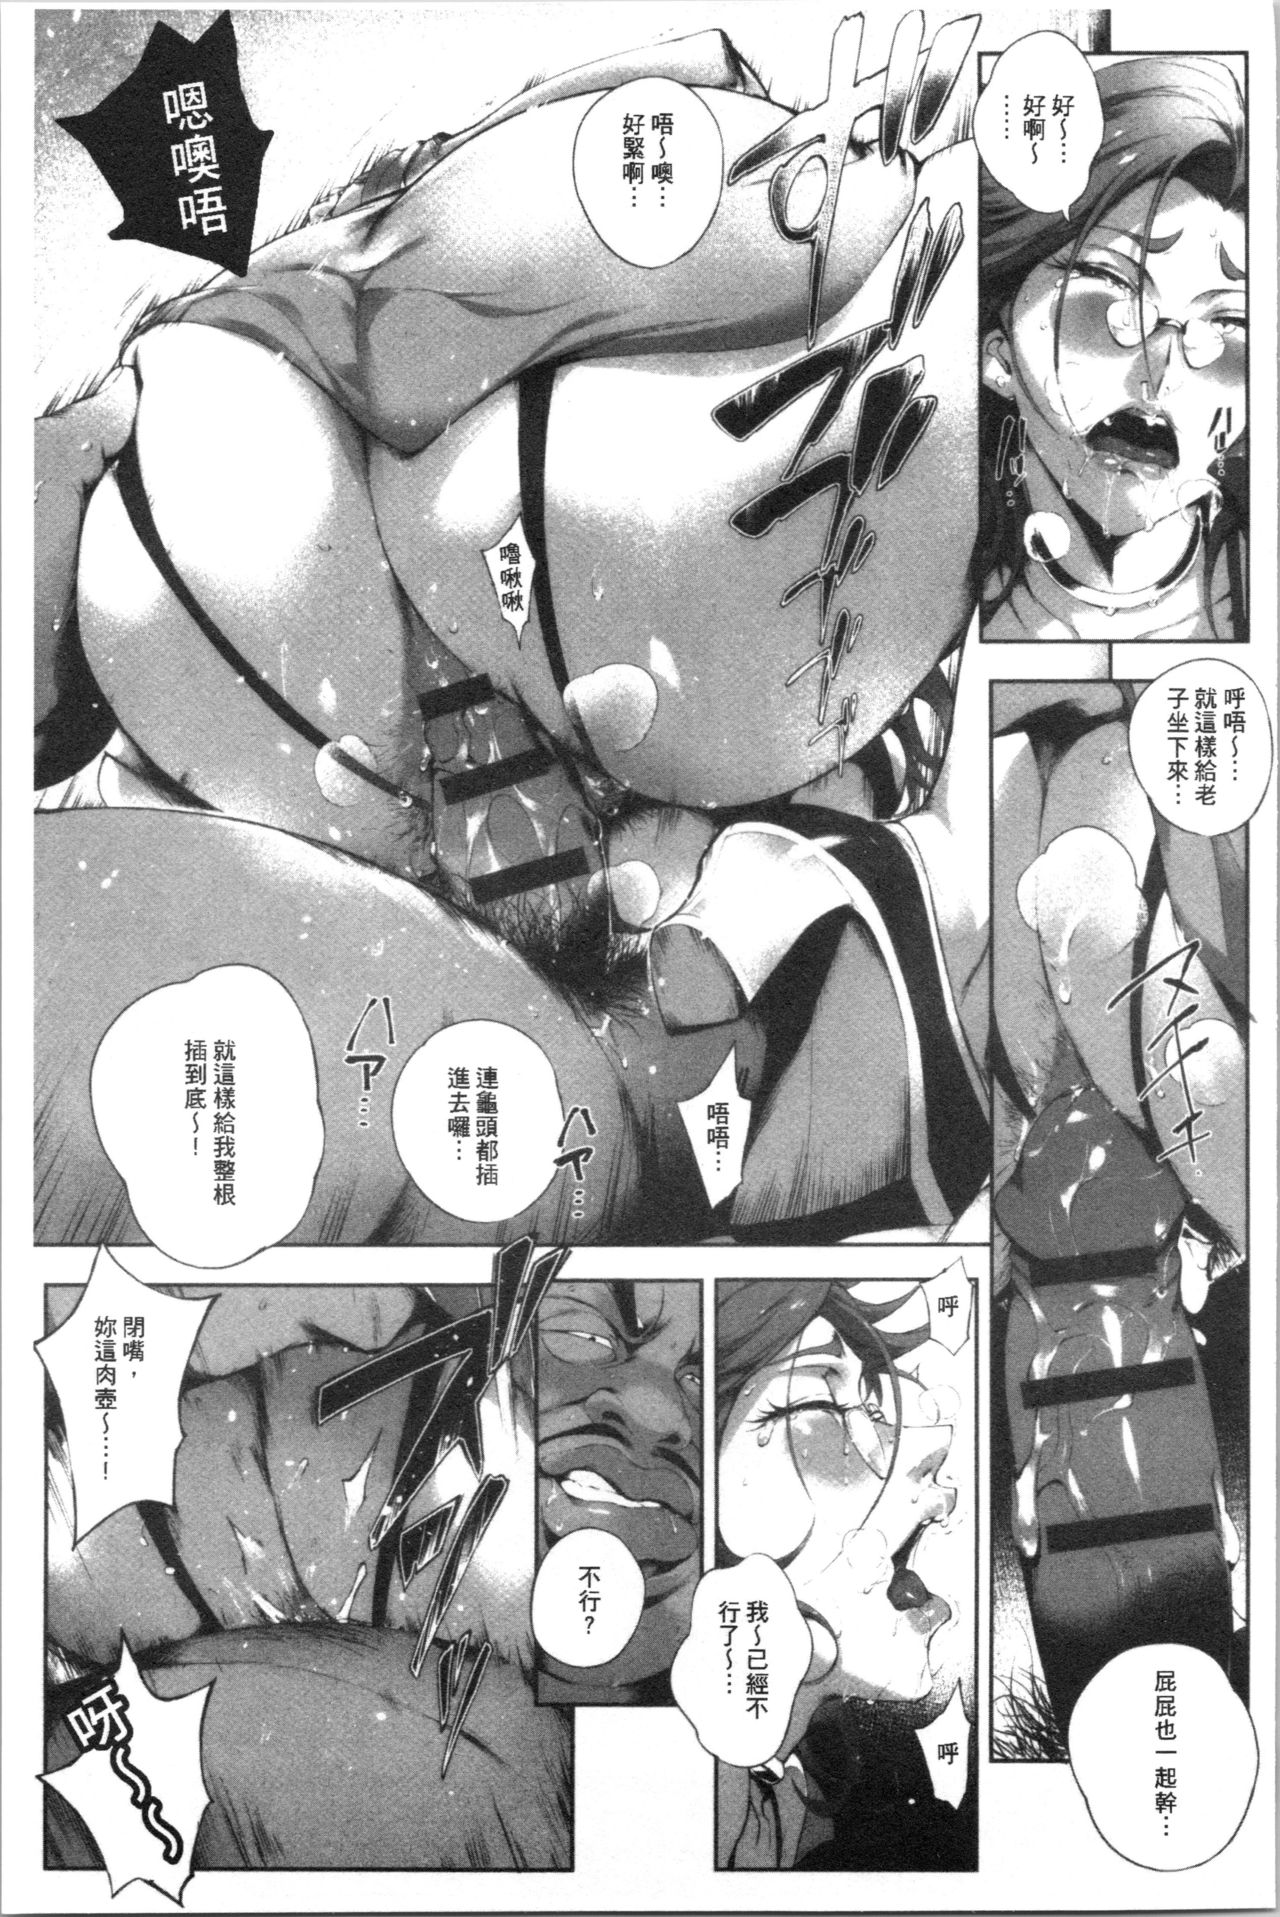 好～……
好啊～
……
呼唔～…
就這樣給老
子坐下來…
ヌチキ
屁屁也一起幹…
唔～噢…
好緊啊…
嗯噢唔
嚕啾啾
唔唔…
連龜頭都插
進去囉…
就這樣給我整根
插到底～！
ハァ…
ハァ…
呼
我～已經不
行了～…
呼
不行？
閉嘴，
妳這肉壺～…！
呀～～～